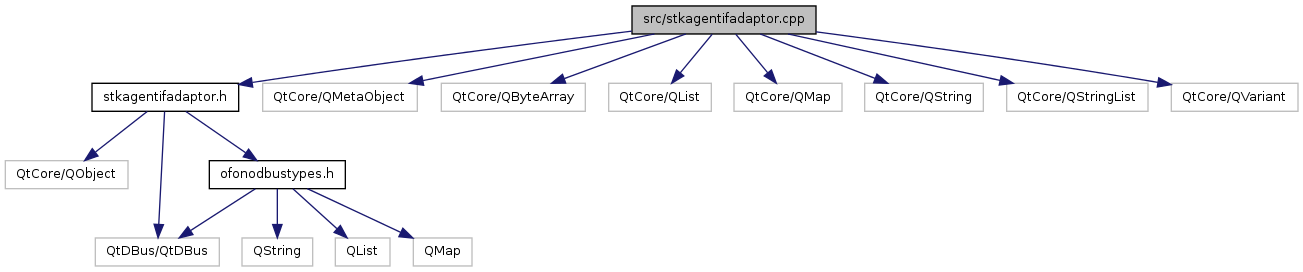 src/stkagentifadaptor.cpp
stkagentifadaptor.h
QtCore/QMetaObject
QtCore/QByteArray
QtCore/QList
QtCore/QMap
QtCore/QString
QtCore/QStringList
QtCore/QVariant
QtCore/QObject
ofonodbustypes.h
QtDBus/QtDBus
QString
QList
QMap